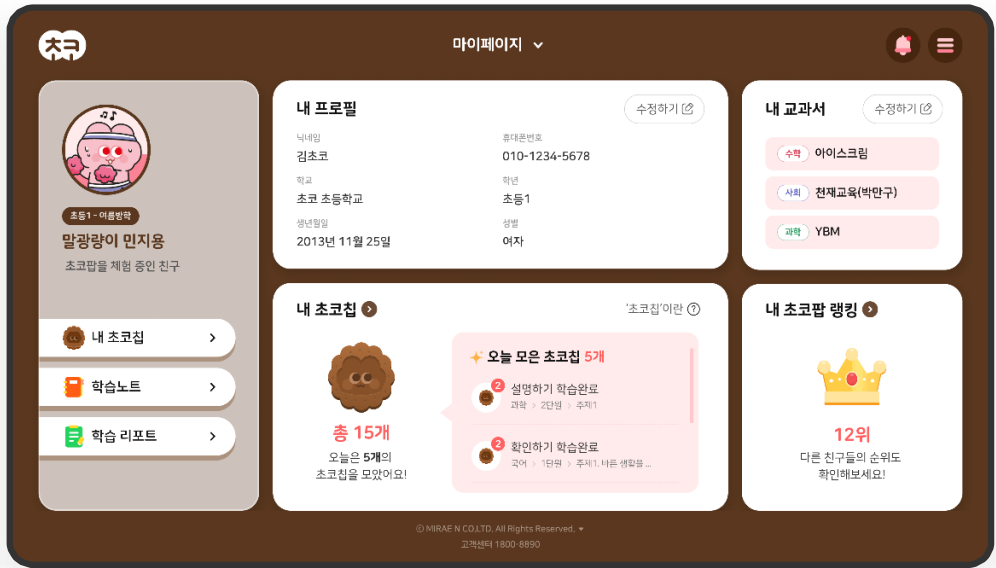 초코
마이페이지
초등1 - 여름방학
말광량이 민지용
초코팝을 체험 중인 친구
내 초코칩
학습노트
학습 리포트
내 프로필
수정하기
닉네임
김초코
휴대폰번호
010-1234-5678
학교
초코 초등학교
학년
초등1
생년월일
2013년 11월 25일
성별
여자
내 교과서
수정하기
수학 아이스크림
사회 천재교육(박만구)
과학 YBM
내 초코칩
'초코칩'이란 ?
총 15개
오늘은 5개의
초코칩을 모았어요!
오늘 모은 초코칩 5개
2
설명하기 학습완료
과학 > 2단원 > 주제1
2
확인하기 학습완료
국어 > 1단원 > 주제1. 바른 생활을 ...
내 초코팝 랭킹
12위
다른 친구들의 순위도
확인해보세요!
ⓒ MIRAE N CO,LTD. All Rights Reserved.
고객센터 1800-8890